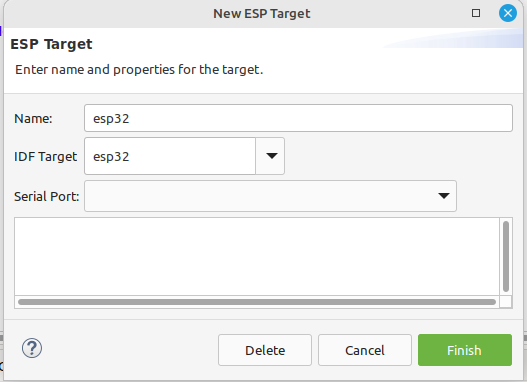 New ESP Target
ESP Target
Enter name and properties for the target.
Name: esp32
IDF Target esp32
Serial Port:
Delete Cancel Finish